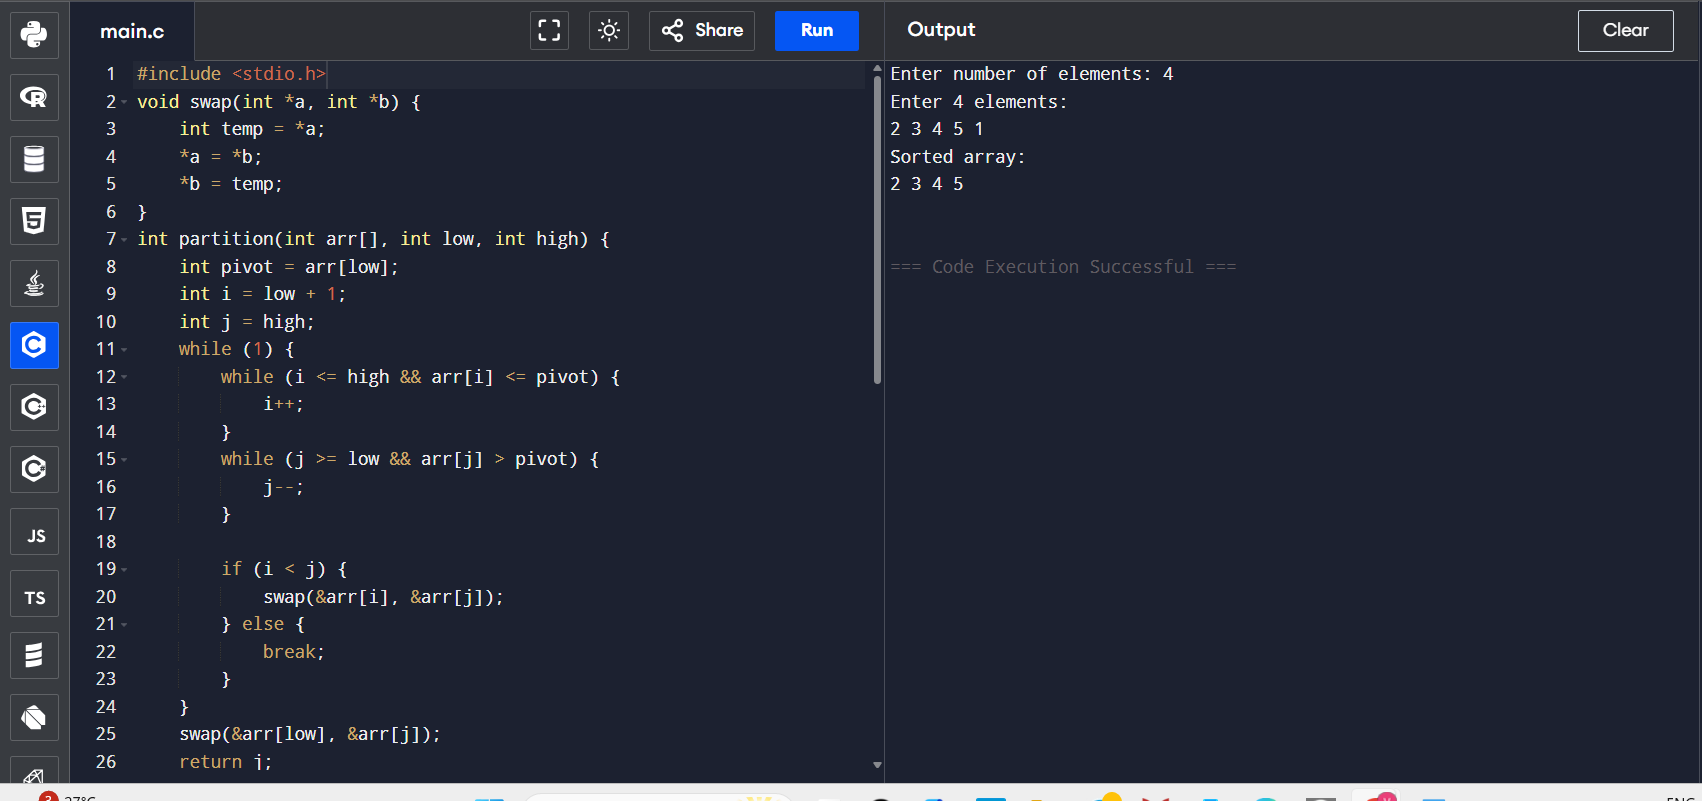 main.c
Share
Run
Output
Clear
1 #include <stdio.h>
2 void swap(int *a, int *b) {
3 int temp = *a;
4 *a = *b;
5 *b = temp;
6 }
7 int partition(int arr[], int low, int high) {
8 int pivot = arr[low];
9 int i = low + 1;
10 int j = high;
11 while (1) {
12 while (i <= high && arr[i] <= pivot) {
13 i++;
14 }
15 while (j >= low && arr[j] > pivot) {
16 j--;
17 }
18
19 if (i < j) {
20 swap(&arr[i], &arr[j]);
21 } else {
22 break;
23 }
24 }
25 swap(&arr[low], &arr[j]);
26 return j;
Enter number of elements: 4
Enter 4 elements:
2 3 4 5 1
Sorted array:
2 3 4 5
=== Code Execution Successful ===
R
5
C
C
C
JS
TS
3
27°C
ENG